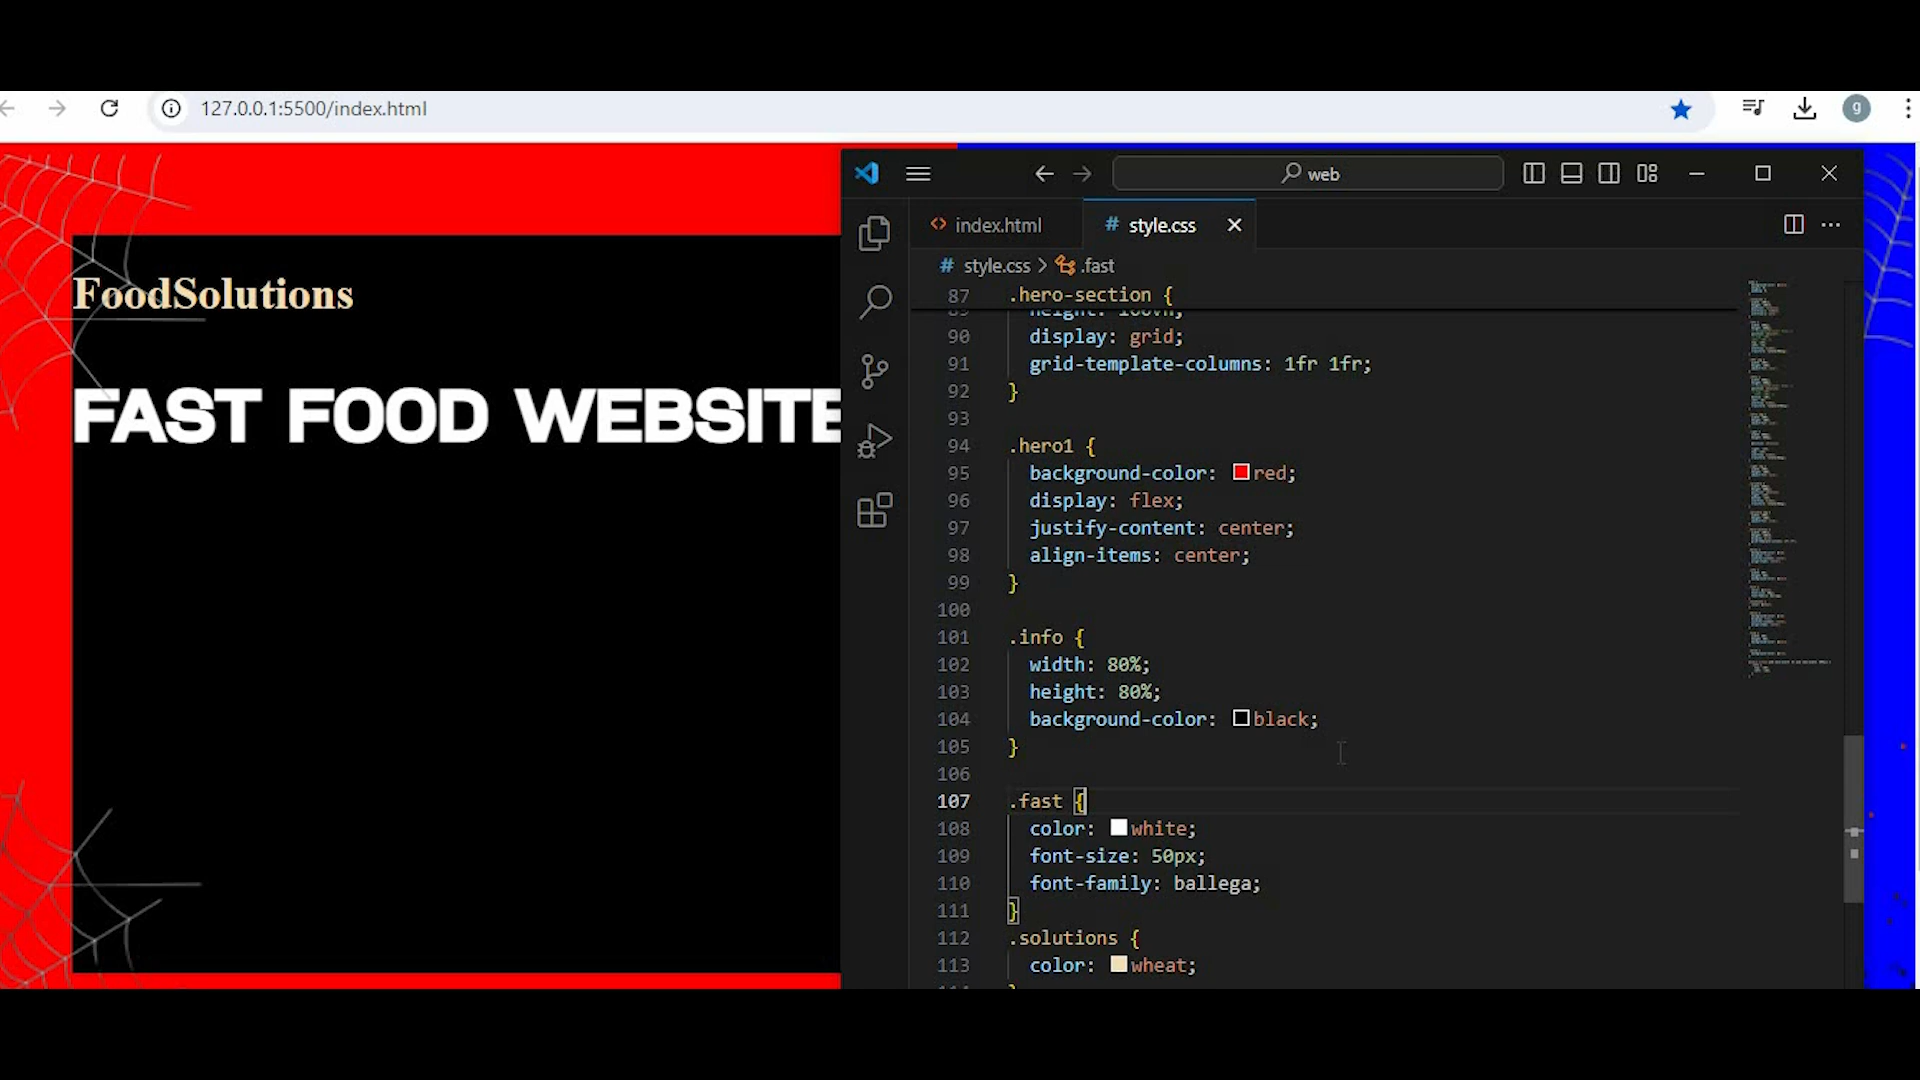 127.0.0.1:5500/index.html
g
web
index.html
# style.css
# style.css > .fast
FoodSolutions
FAST FOOD WEBSITE
87 .hero-section {
90 display: grid;
91 grid-template-columns: 1fr 1fr;
92 }
93
94 .hero1 {
95 background-color: red;
96 display: flex;
97 justify-content: center;
98 align-items: center;
99 }
100
101 .info {
102 width: 80%;
103 height: 80%;
104 background-color: black;
105 }
106
107 .fast {
108 color: white;
109 font-size: 50px;
110 font-family: ballega;
111 }
112 .solutions {
113 color: wheat;